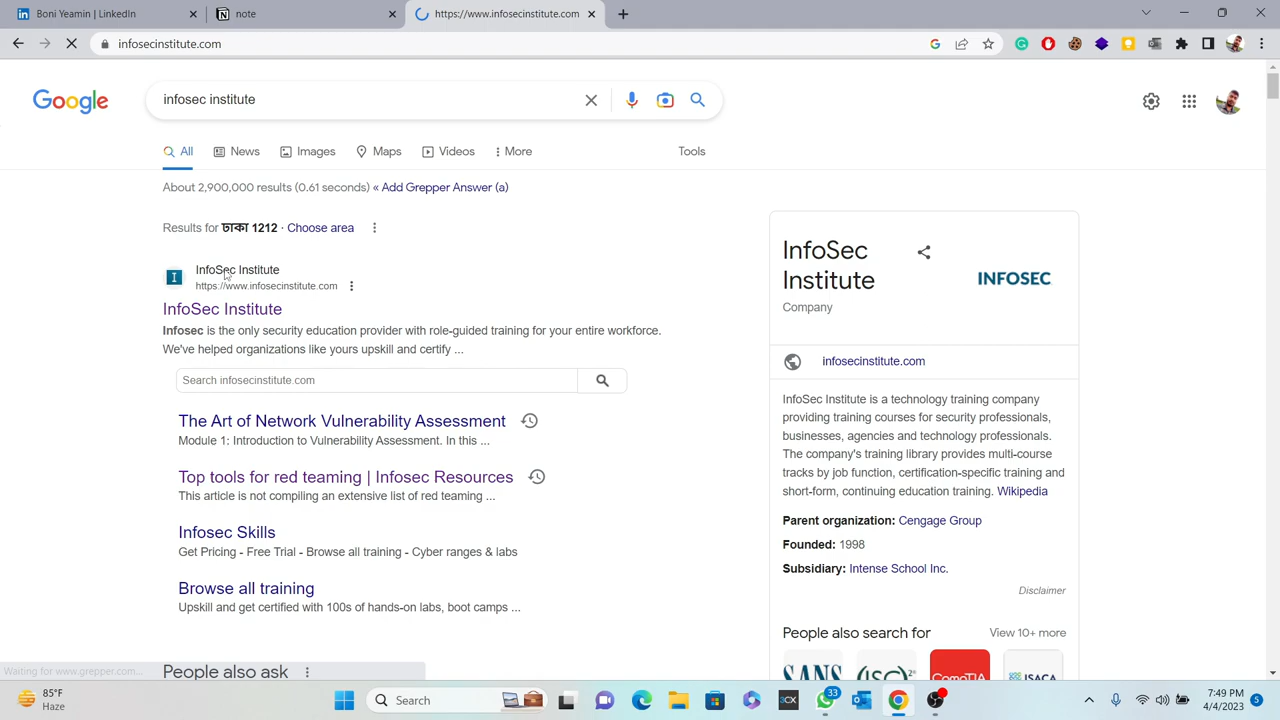 Boni Yeamin | LinkedIn
note
https://www.infosecinstitute.com
infosecinstitute.com
Google
infosec institute
All
News
Images
Maps
Videos
More
Tools
About 2,900,000 results (0.61 seconds) « Add Grepper Answer (a)
Results for ঢাকা 1212 · Choose area
InfoSec Institute
https://www.infosecinstitute.com
InfoSec Institute
Infosec is the only security education provider with role-guided training for your entire workforce.
We've helped organizations like yours upskill and certify ...
Search infosecinstitute.com
The Art of Network Vulnerability Assessment
Module 1: Introduction to Vulnerability Assessment. In this ...
Top tools for red teaming | Infosec Resources
This article is not compiling an extensive list of red teaming ...
Infosec Skills
Get Pricing - Free Trial - Browse all training - Cyber ranges & labs
Browse all training
Upskill and get certified with 100s of hands-on labs, boot camps ...
People also ask
Waiting for www.grepper.com...
InfoSec
Institute
Company
INFOSEC
infosecinstitute.com
InfoSec Institute is a technology training company
providing training courses for security professionals,
businesses, agencies and technology professionals.
The company's training library provides multi-course
tracks by job function, certification-specific training and
short-form, continuing education training. Wikipedia
Parent organization: Cengage Group
Founded: 1998
Subsidiary: Intense School Inc.
Disclaimer
People also search for
View 10+ more
SANS
(ISC)²
CompTIA
ISACA
85°F
Haze
Search
3CX
33
7:49 PM
4/4/2023
5